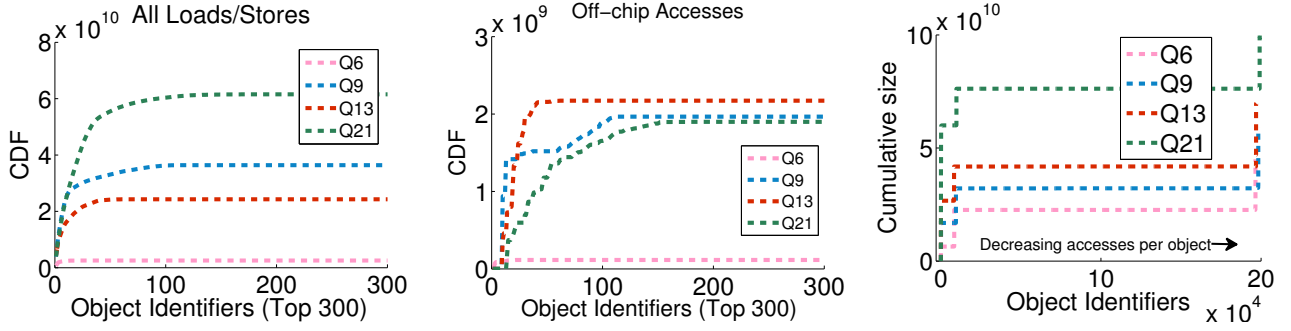 All Loads/Stores
x 10^10
8
6
4
2
0
CDF
Q6
Q9
Q13
Q21
0 100 200 300
Object Identifiers (Top 300)
Off−chip Accesses
x 10^9
3
2
1
0
CDF
Q6
Q9
Q13
Q21
0 100 200 300
Object Identifiers (Top 300)
x 10^10
10
5
0
Cumulative size
Q6
Q9
Q13
Q21
Decreasing accesses per object
0 10 20
Object Identifiers
x 10^4